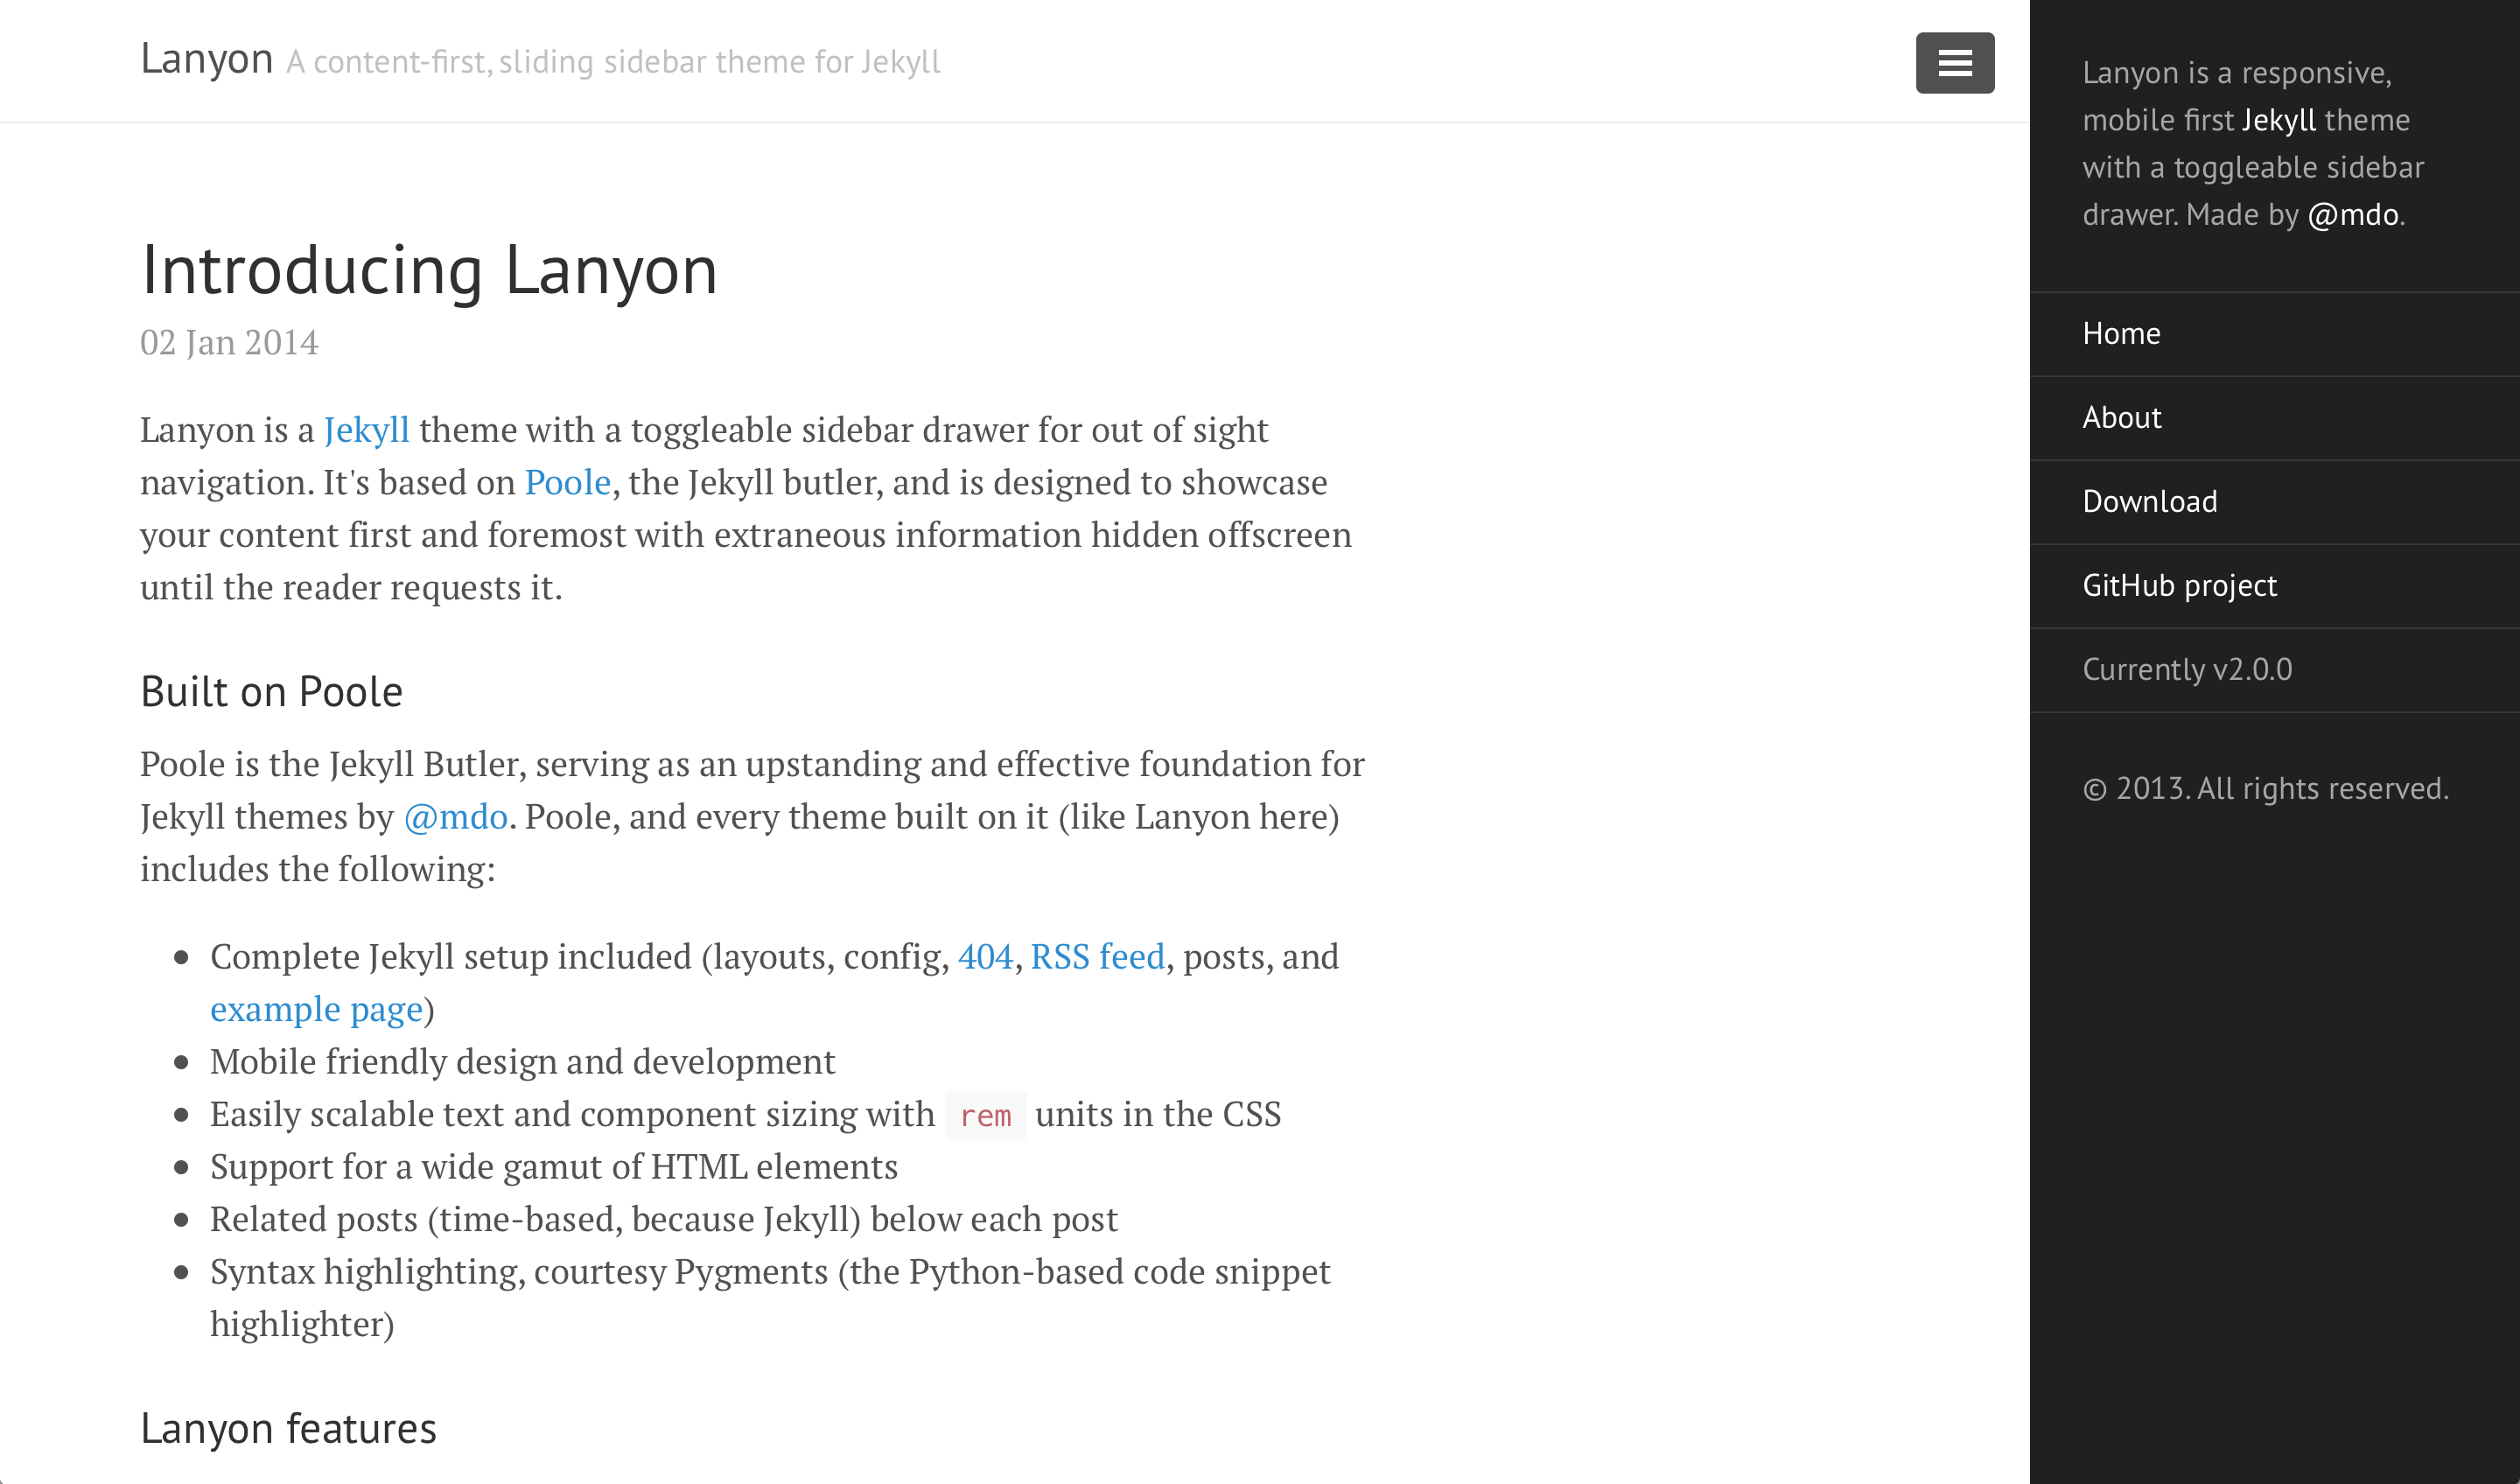 Lanyon A content-first, sliding sidebar theme for Jekyll
Introducing Lanyon
02 Jan 2014
Lanyon is a Jekyll theme with a toggleable sidebar drawer for out of sight
navigation. It's based on Poole, the Jekyll butler, and is designed to showcase
your content first and foremost with extraneous information hidden offscreen
until the reader requests it.
Built on Poole
Poole is the Jekyll Butler, serving as an upstanding and effective foundation for
Jekyll themes by @mdo. Poole, and every theme built on it (like Lanyon here)
includes the following:
• Complete Jekyll setup included (layouts, config, 404, RSS feed, posts, and
example page)
• Mobile friendly design and development
• Easily scalable text and component sizing with rem units in the CSS
• Support for a wide gamut of HTML elements
• Related posts (time-based, because Jekyll) below each post
• Syntax highlighting, courtesy Pygments (the Python-based code snippet
highlighter)
Lanyon features
Lanyon is a responsive,
mobile first Jekyll theme
with a toggleable sidebar
drawer. Made by @mdo.
Home
About
Download
GitHub project
Currently v2.0.0
© 2013. All rights reserved.